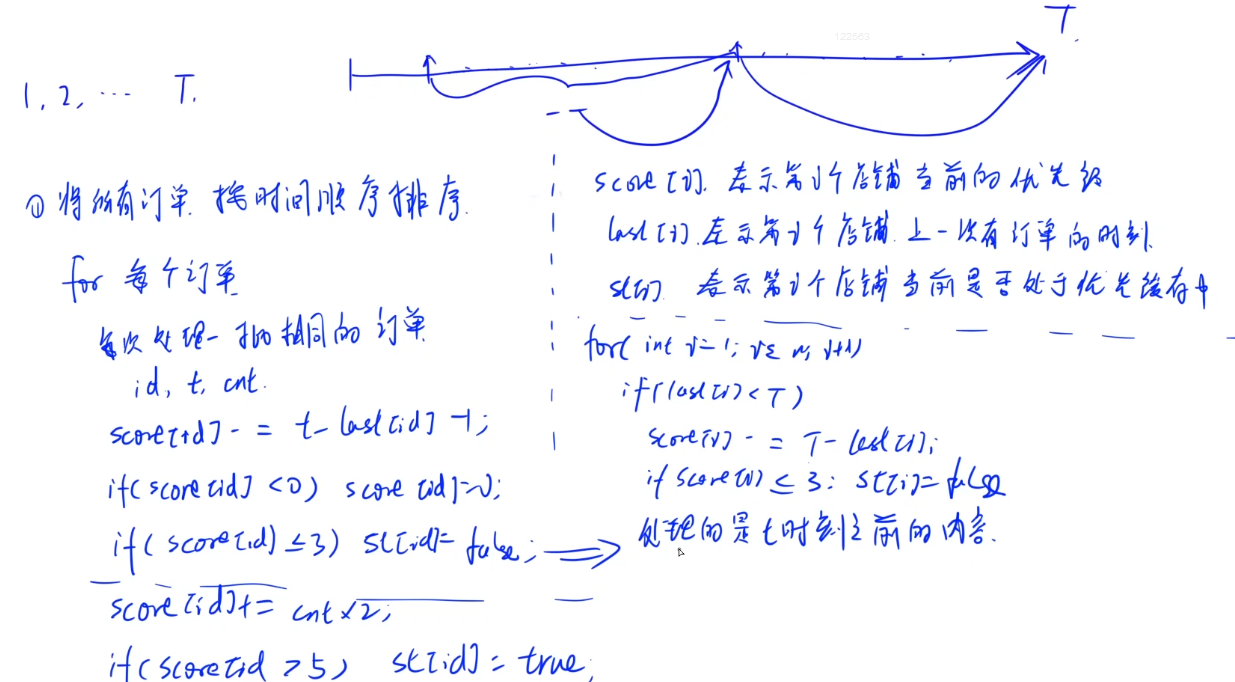 T.
122569
1, 2, ... T.
① 将所有订单 按时间顺序排序.
for 每个订单
每次处理一批相同的订单
id, t, cnt.
score[id] -= t - last[id] - 1;
if(score[id] < 0) score[id]=0;
if(score[id] ≤ 3) st[id]= false; ⟹
score[id] += cnt × 2;
if(score[id > 5) st[id] = true;
score[i]. 表示第i个店铺当前的优先级
last[i]. 表示第i个店铺 上一次有订单的时刻.
st[i] 表示第i个店铺当前是否处于优先缓存中
for( int i=1; i≤ n; i++)
if(last[i] < T)
score[i] -= T - last[i];
if score[i] ≤ 3: st[i]= false
处理的是t时刻之前的内容.